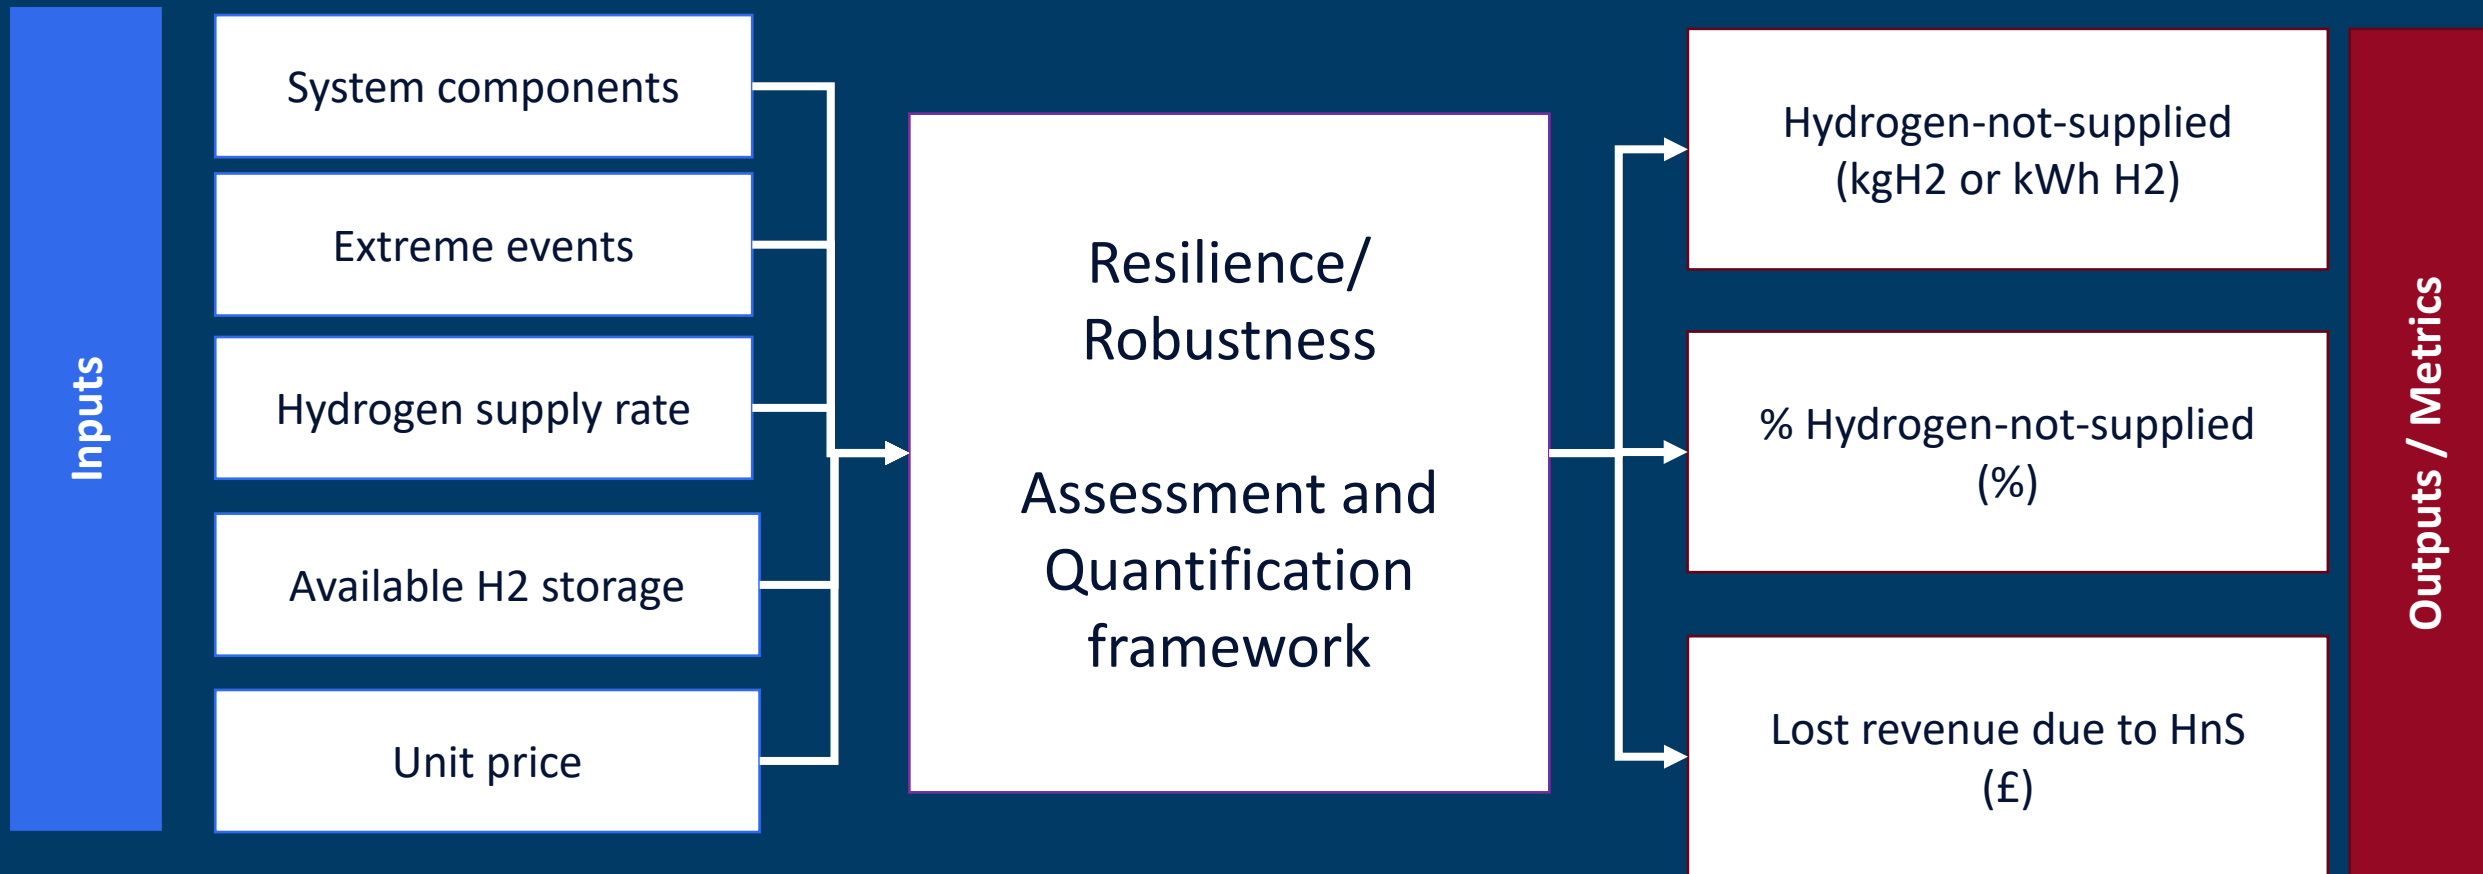 Inputs
System components
Extreme events
Hydrogen supply rate
Available H2 storage
Unit price
Resilience/
Robustness
Assessment and
Quantification
framework
Hydrogen-not-supplied
(kgH2 or kWh H2)
% Hydrogen-not-supplied
(%)
Lost revenue due to HnS
(£)
Outputs / Metrics